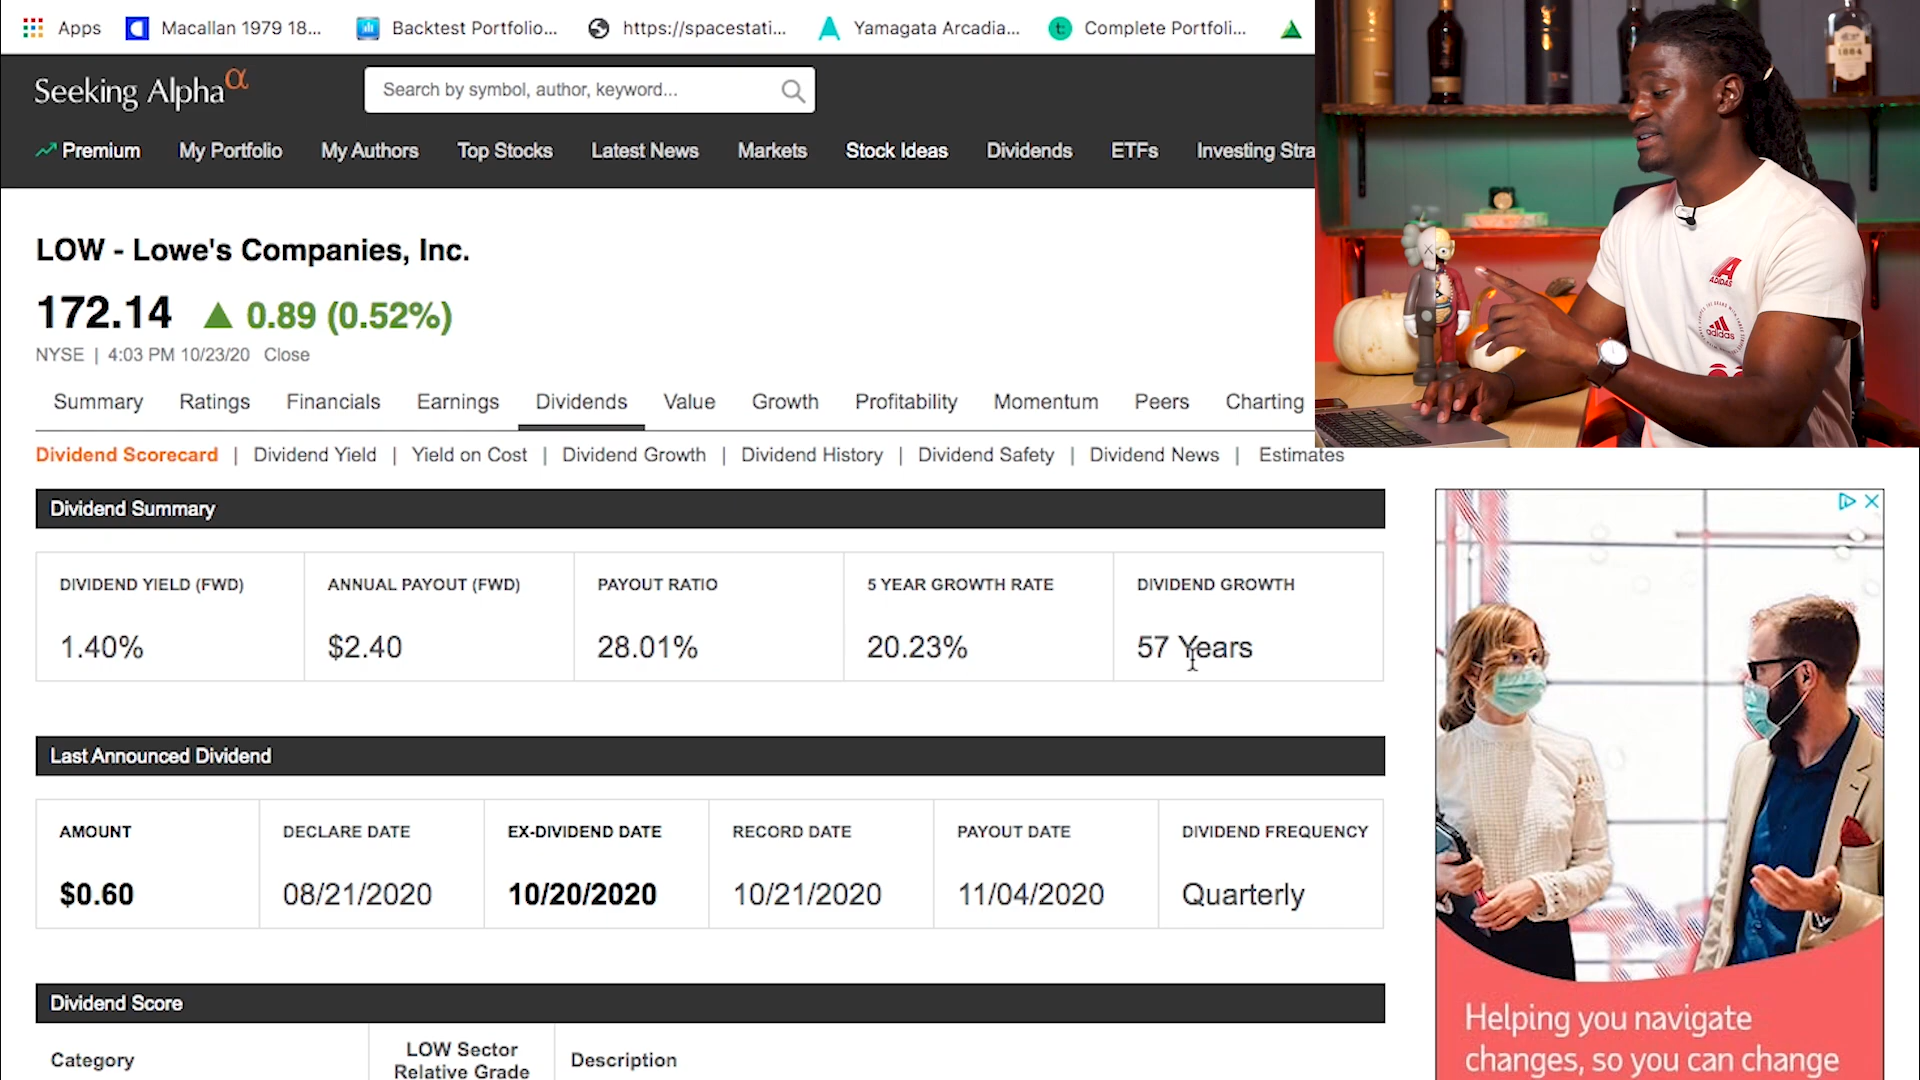 Apps
Macallan 1979 18...
Backtest Portfolio...
https://spacestati...
Yamagata Arcadia...
Complete Portfoli...
Seeking Alpha α
Search by symbol, author, keyword...
Premium
My Portfolio
My Authors
Top Stocks
Latest News
Markets
Stock Ideas
Dividends
ETFs
Investing Stra
LOW - Lowe's Companies, Inc.
172.14 ▲ 0.89 (0.52%)
NYSE | 4:03 PM 10/23/20 Close
Summary
Ratings
Financials
Earnings
Dividends
Value
Growth
Profitability
Momentum
Peers
Charting
Dividend Scorecard | Dividend Yield | Yield on Cost | Dividend Growth | Dividend History | Dividend Safety | Dividend News | Estimates
Dividend Summary
DIVIDEND YIELD (FWD)
1.40%
ANNUAL PAYOUT (FWD)
$2.40
PAYOUT RATIO
28.01%
5 YEAR GROWTH RATE
20.23%
DIVIDEND GROWTH
57 Years
Last Announced Dividend
AMOUNT
$0.60
DECLARE DATE
08/21/2020
EX-DIVIDEND DATE
10/20/2020
RECORD DATE
10/21/2020
PAYOUT DATE
11/04/2020
DIVIDEND FREQUENCY
Quarterly
Dividend Score
Category
LOW Sector
Relative Grade
Description
ADIDAS
adidas
Helping you navigate
changes, so you can change